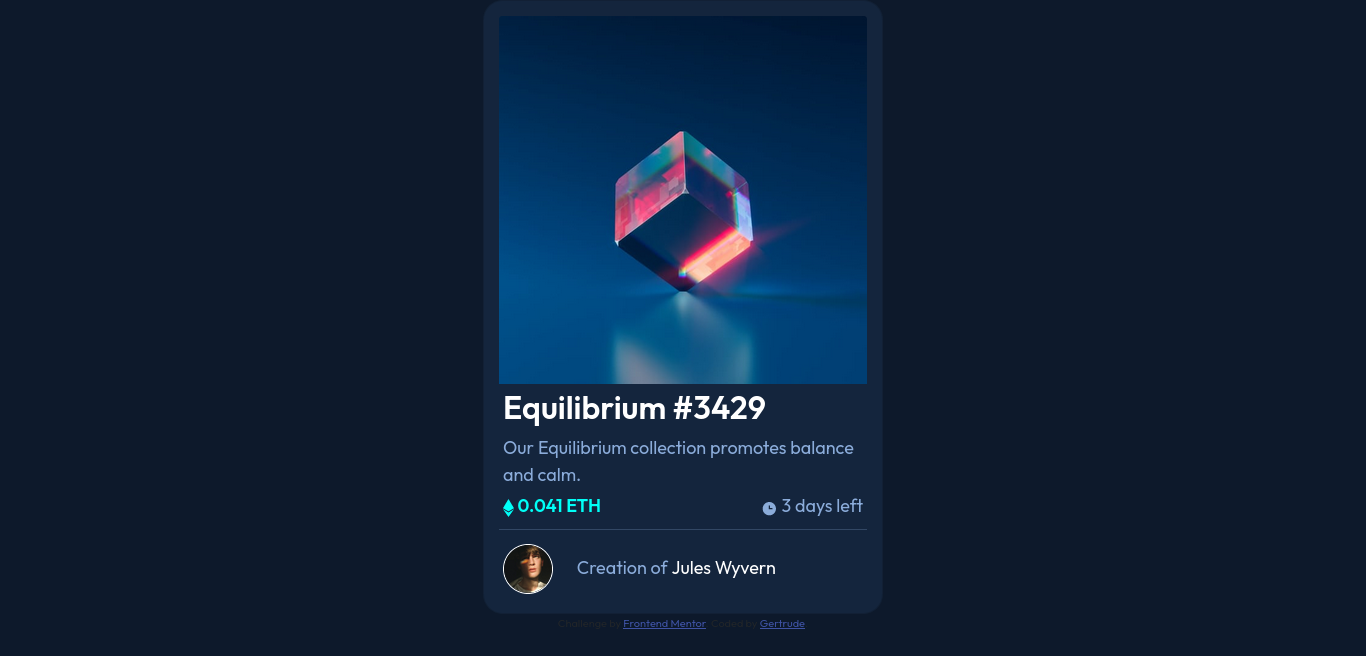 Equilibrium #3429
Our Equilibrium collection promotes balance
and calm.
0.041 ETH
3 days left
Creation of Jules Wyvern
Challenge by Frontend Mentor. Coded by Gertrude